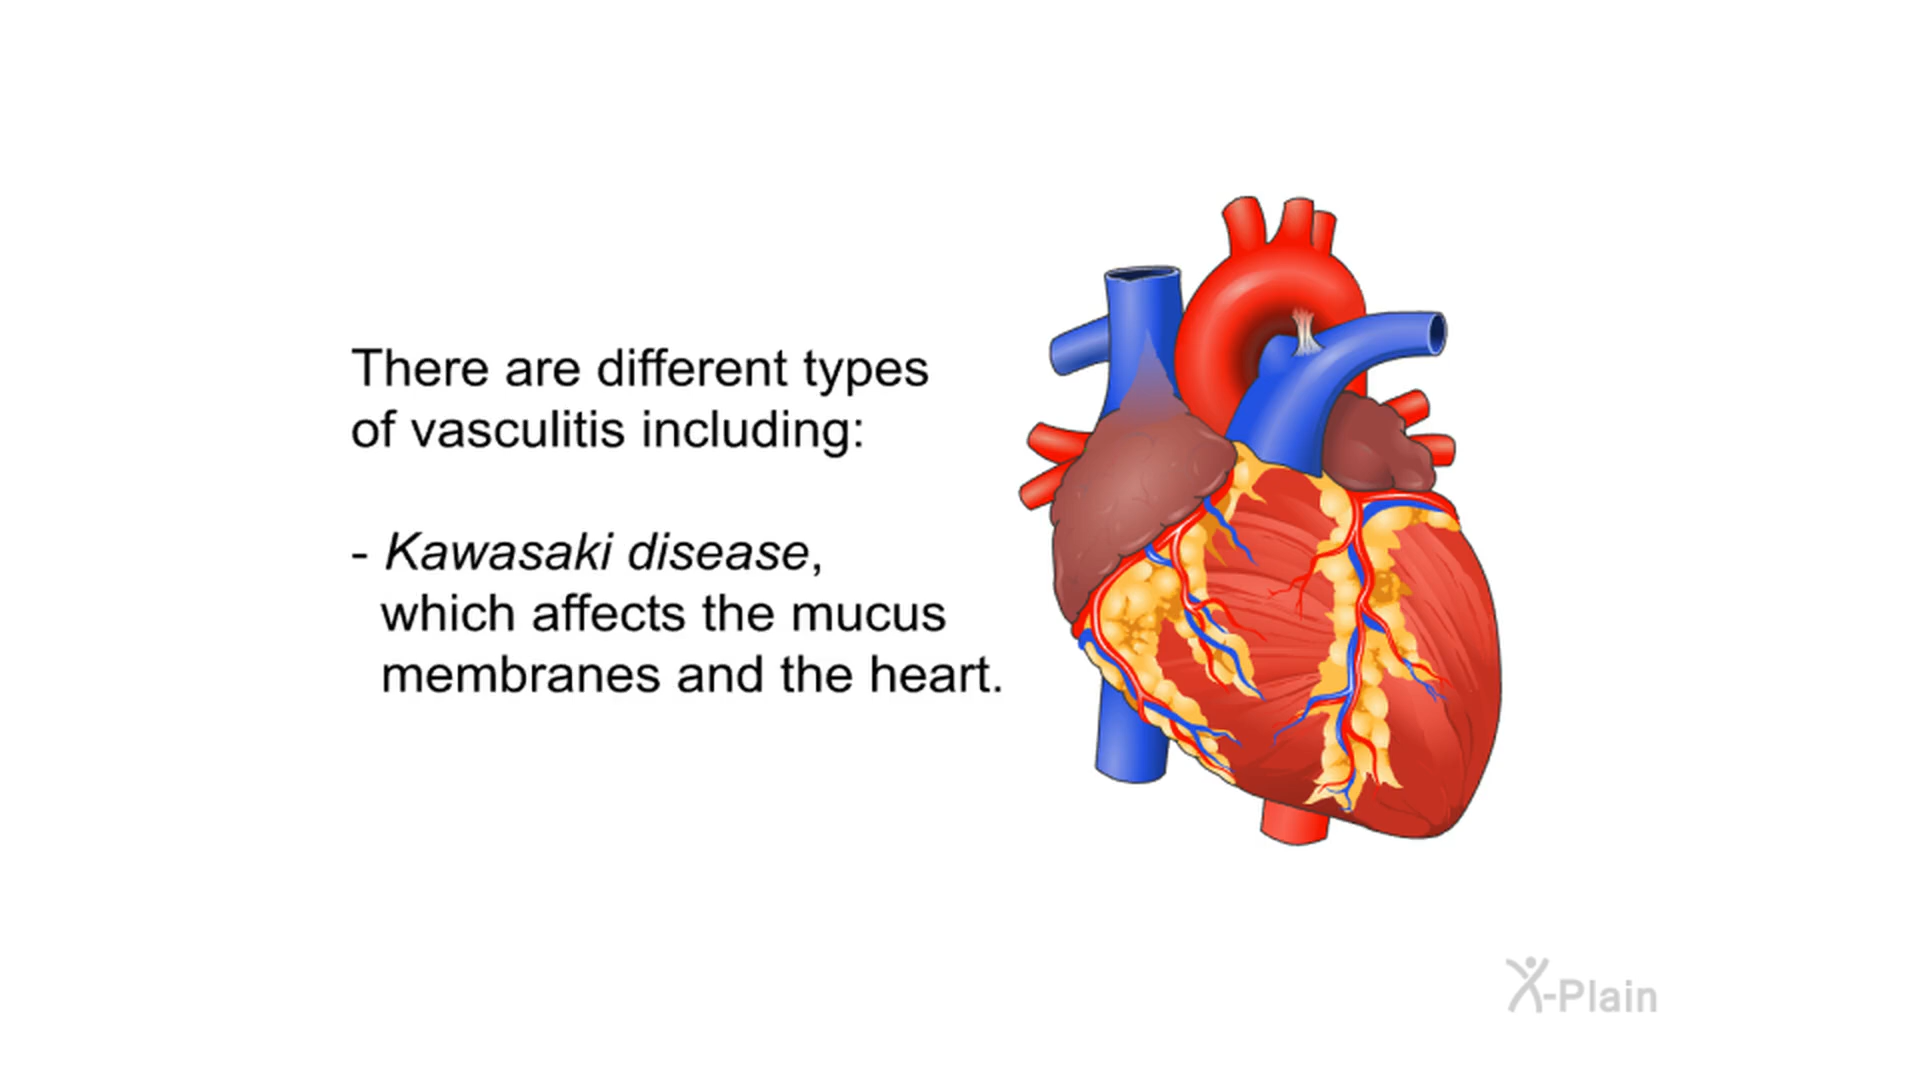 There are different types
of vasculitis including:
- Kawasaki disease,
which affects the mucus
membranes and the heart.
X-Plain